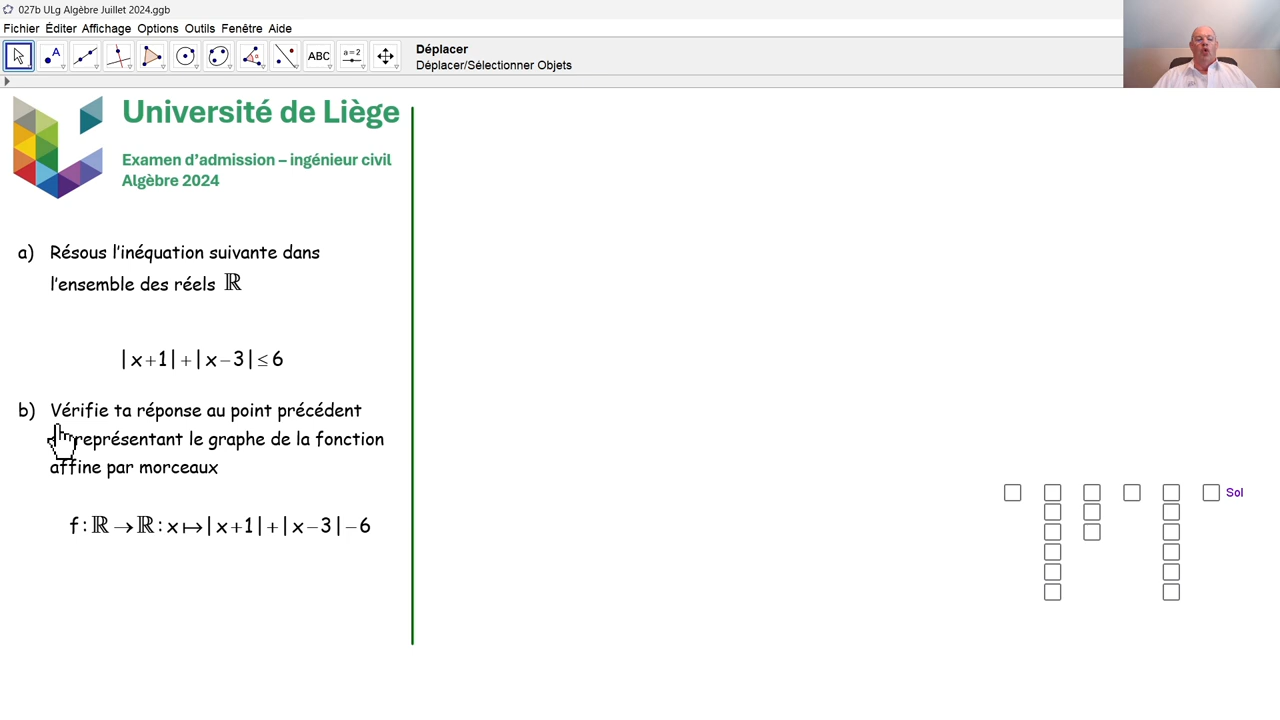 027b ULg Algèbre Juillet 2024.ggb
Fichier Éditer Affichage Options Outils Fenêtre Aide
A
ABC
a=2
Déplacer
Déplacer/Sélectionner Objets
Université de Liège
Examen d'admission – ingénieur civil
Algèbre 2024
a) Résous l'inéquation suivante dans
l'ensemble des réels ℝ
|x+1|+|x−3|≤6
b) Vérifie ta réponse au point précédent
représentant le graphe de la fonction
affine par morceaux
f:ℝ→ℝ:x↦|x+1|+|x−3|−6
Sol